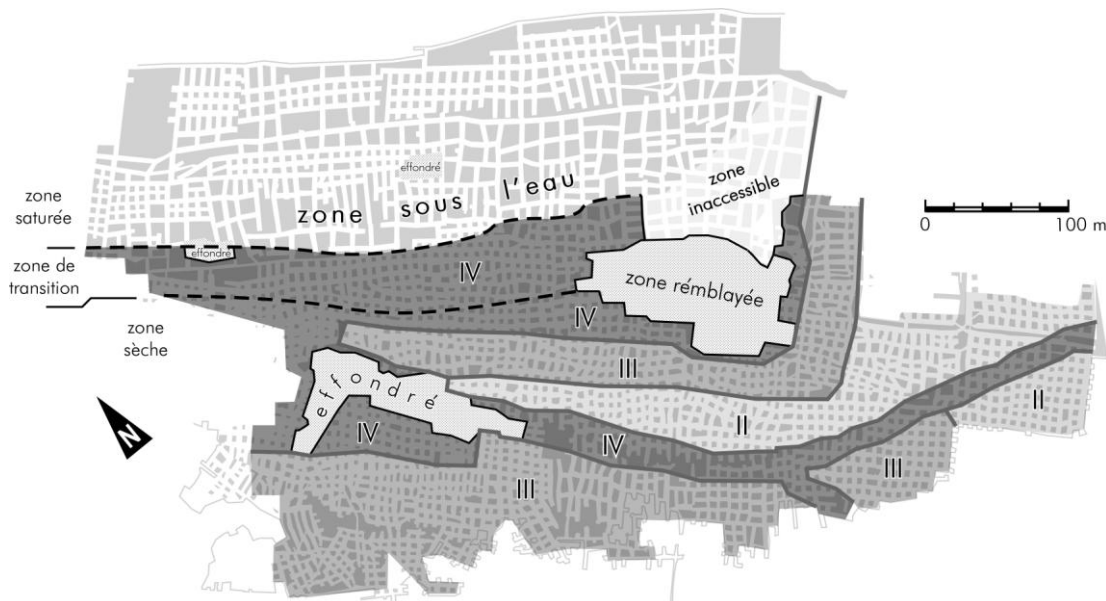 effondré
zone
saturée
zone sous l'eau
zone
inaccessible
0 100 m
effondré
zone de
transition
IV
zone rémblayée
zone
sèche
IV
III
effondré
N
IV
II
II
IV
III
III